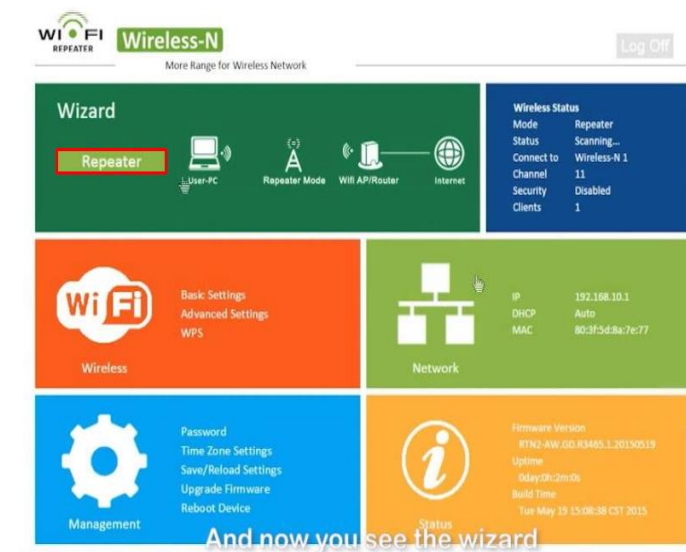 WI FI
REPEATER
Wireless-N
More Range for Wireless Network
Log Off
Wizard
Repeater
User-PC
Repeater Mode
Wifi AP/Router
Internet
Wireless Status
Mode Repeater
Status Scanning...
Connect to Wireless-N 1
Channel 11
Security Disabled
Clients 1
WiFi
Wireless
Basic Settings
Advanced Settings
WPS
Network
IP 192.168.10.1
DHCP Auto
MAC 80:3f:5d:8a:7e:77
Management
Password
Time Zone Settings
Save/Reload Settings
Upgrade Firmware
Reboot Device
Status
Firmware Version
RTN2-AW.GD.R3465.1.20150519
Uptime
0day:0h:2m:0s
Build Time
Tue May 19 15:08:38 CST 2015
And now you see the wizard